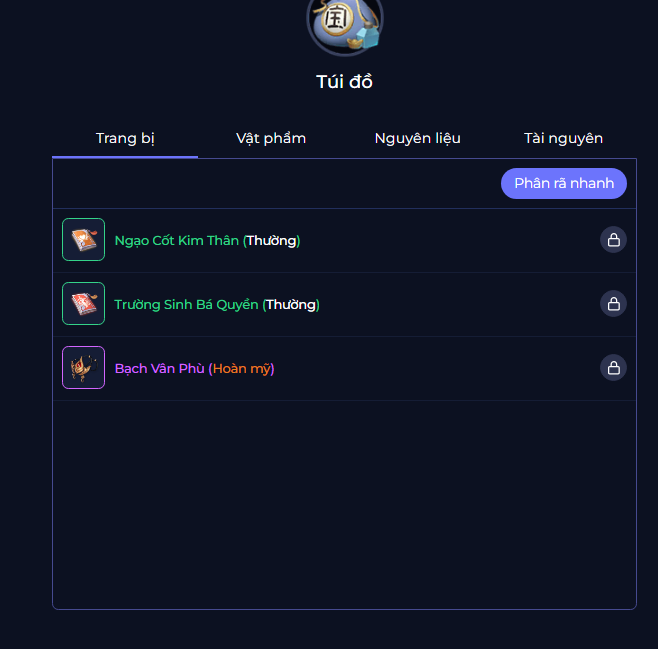 国
Túi đồ
Trang bị
Vật phẩm
Nguyên liệu
Tài nguyên
Phân rã nhanh
Ngạo Cốt Kim Thân (Thường)
Trường Sinh Bá Quyền (Thường)
Bạch Vân Phù (Hoàn mỹ)